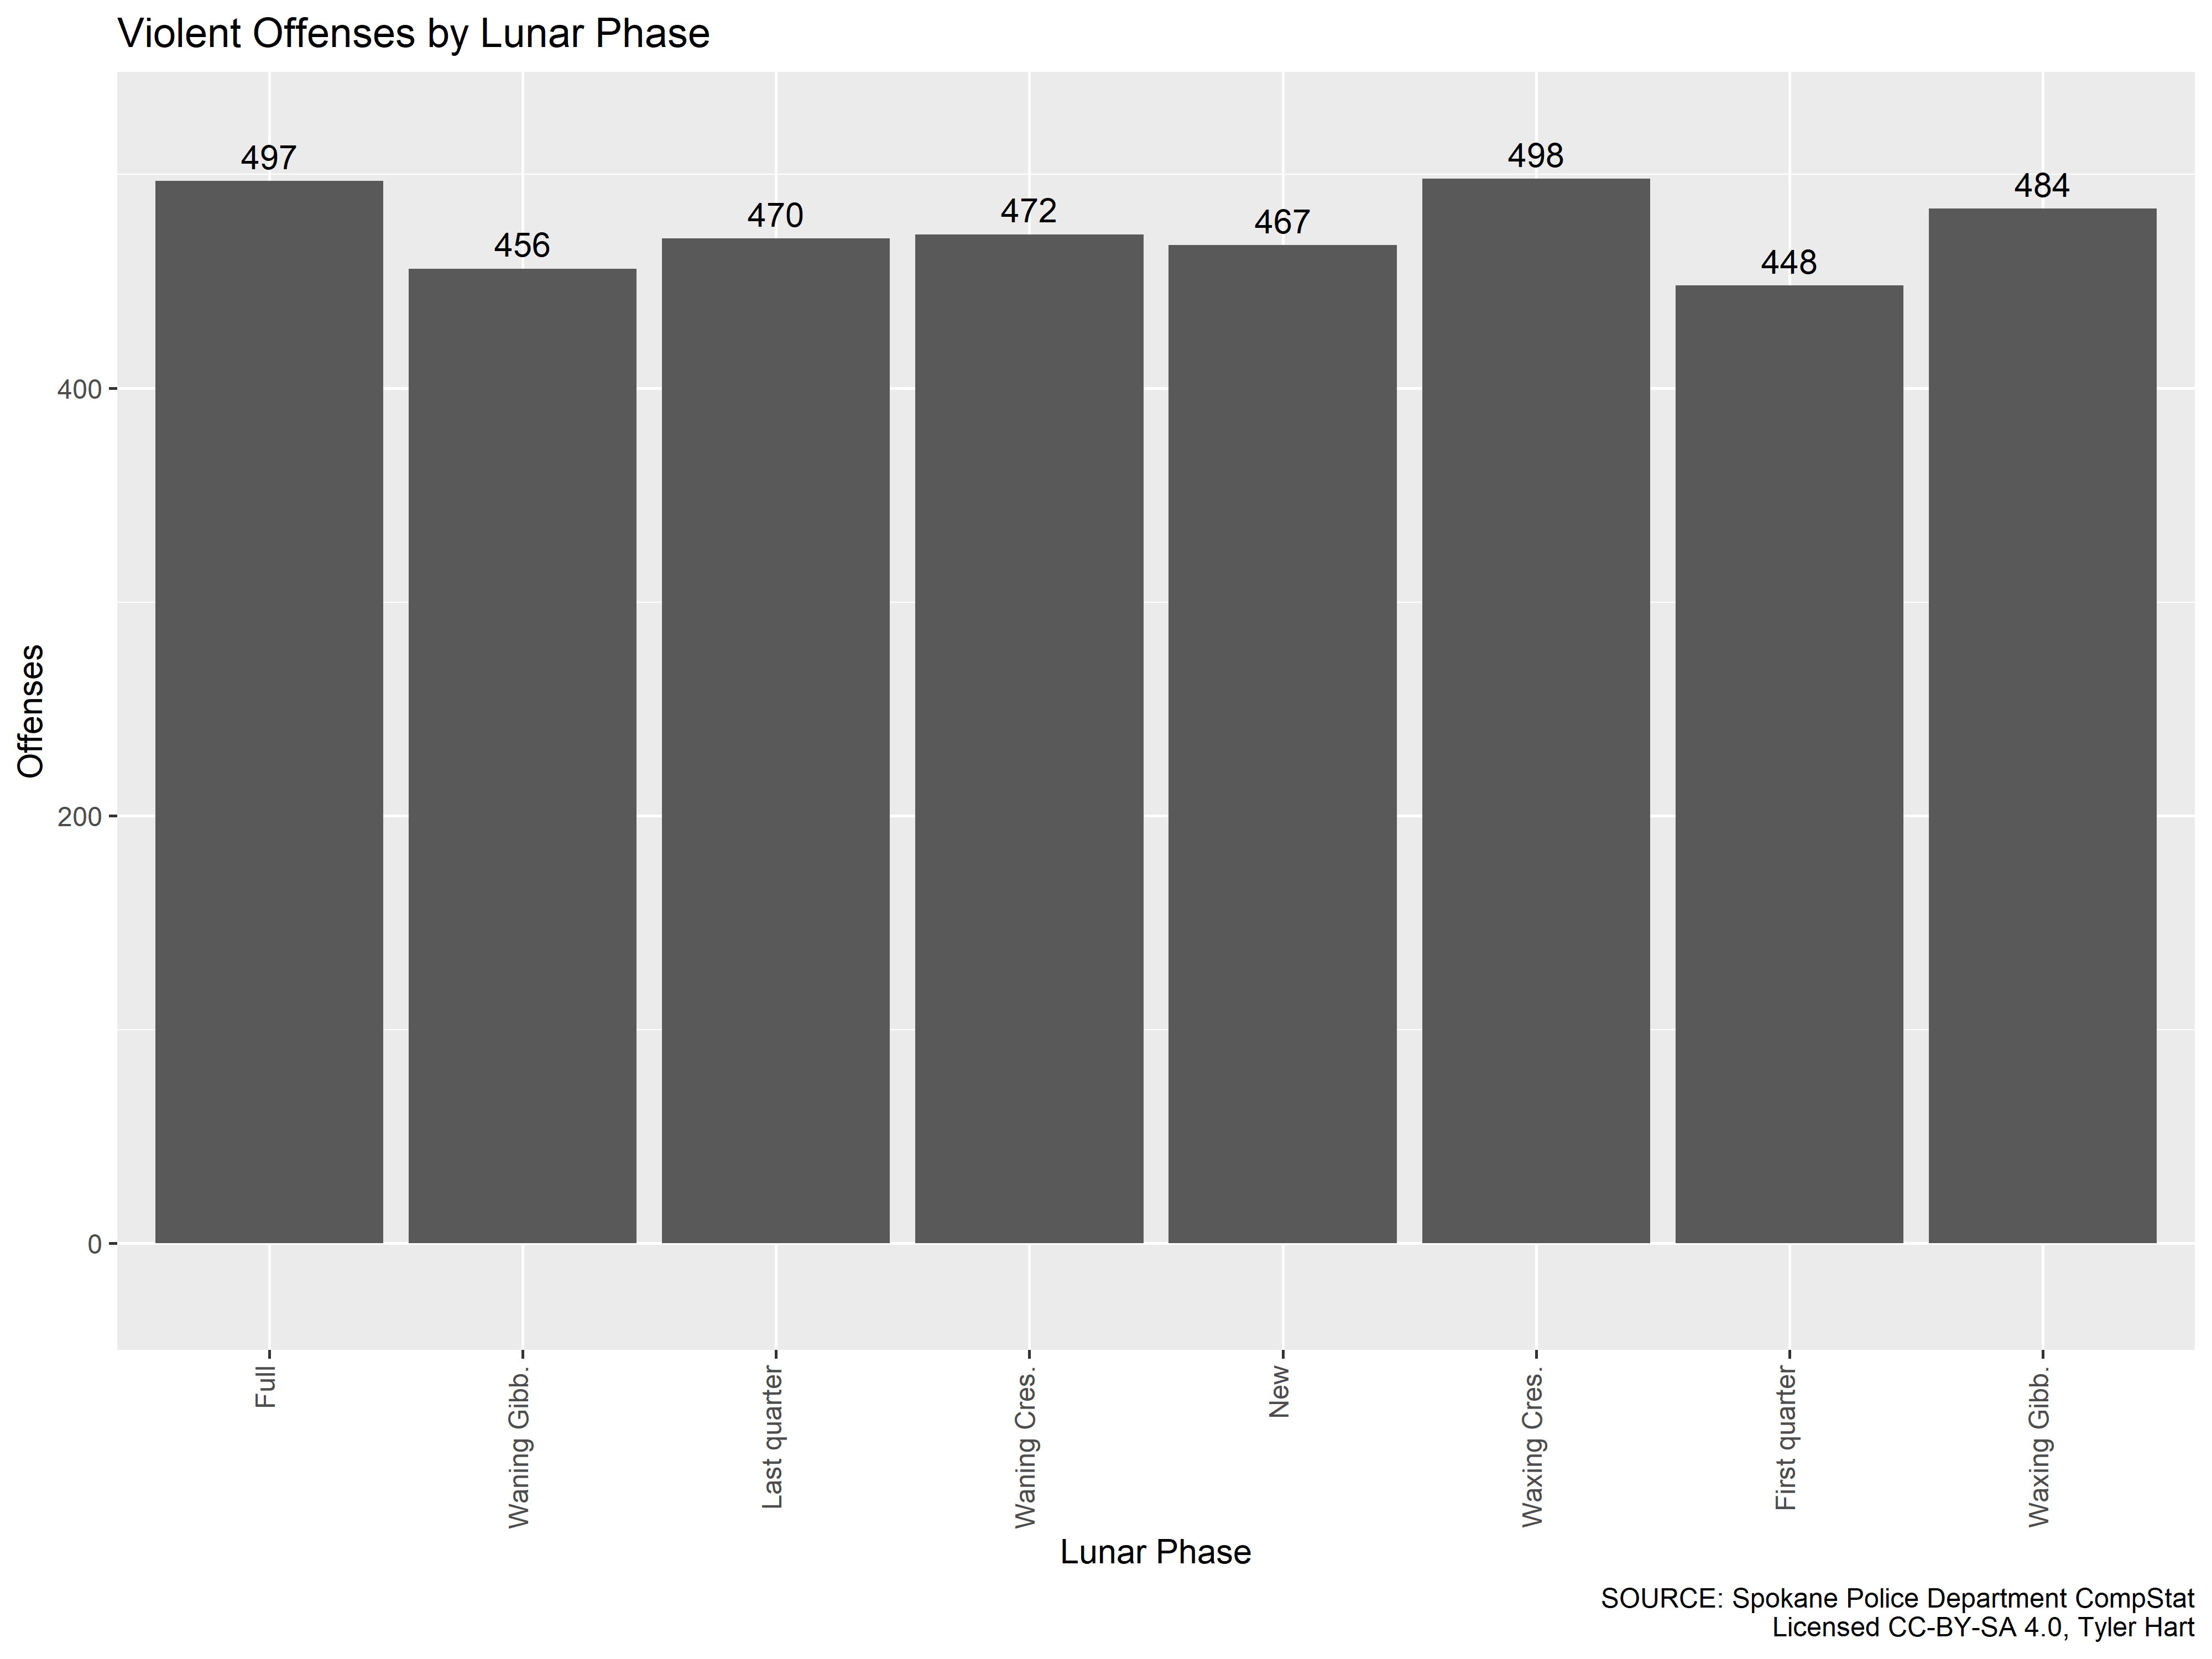 Violent Offenses by Lunar Phase
497
456
470
472
467
498
448
484
400
200
0
Offenses
Full
Waning Gibb.
Last quarter
Waning Cres.
New
Waxing Cres.
First quarter
Waxing Gibb.
Lunar Phase
SOURCE: Spokane Police Department CompStat
Licensed CC-BY-SA 4.0, Tyler Hart